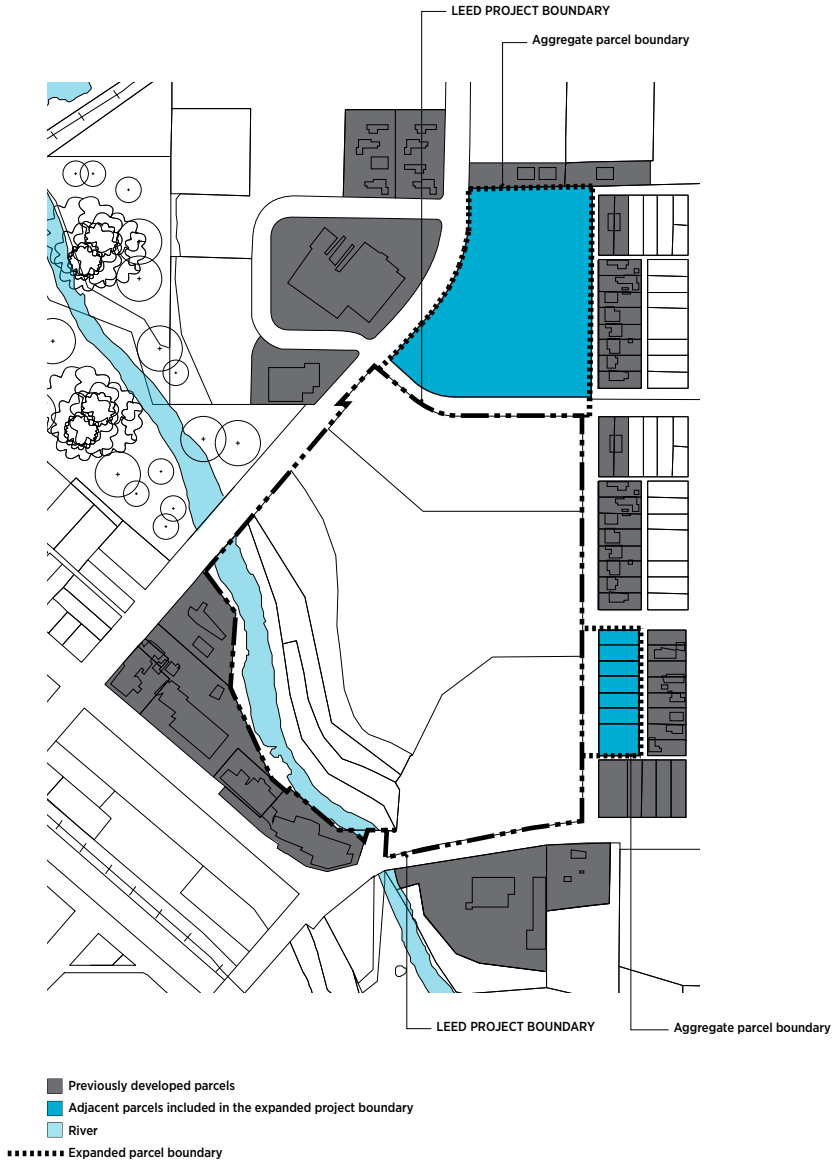 LEED PROJECT BOUNDARY
Aggregate parcel boundary
LEED PROJECT BOUNDARY
Aggregate parcel boundary
Previously developed parcels
Adjacent parcels included in the expanded project boundary
River
Expanded parcel boundary